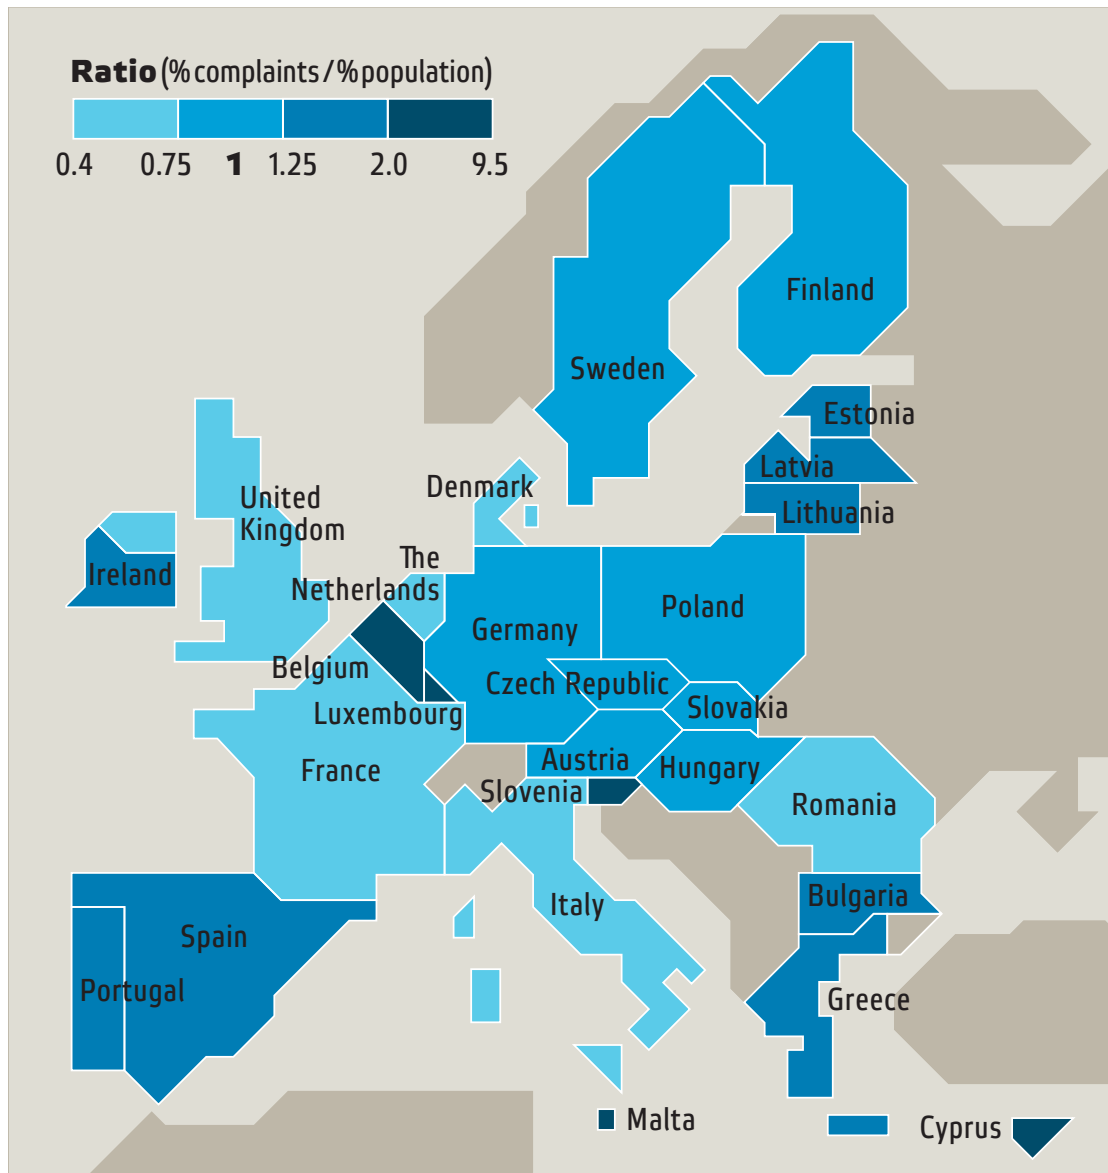 Ratio (% complaints / % population)
0.4 0.75 1 1.25 2.0 9.5
Finland
Sweden
Estonia
Latvia
Lithuania
Denmark
United
Kingdom
Ireland
The
Netherlands
Germany
Poland
Belgium
Czech Republic
Luxembourg
Slovakia
France
Austria
Hungary
Slovenia
Romania
Italy
Bulgaria
Spain
Portugal
Greece
Malta
Cyprus